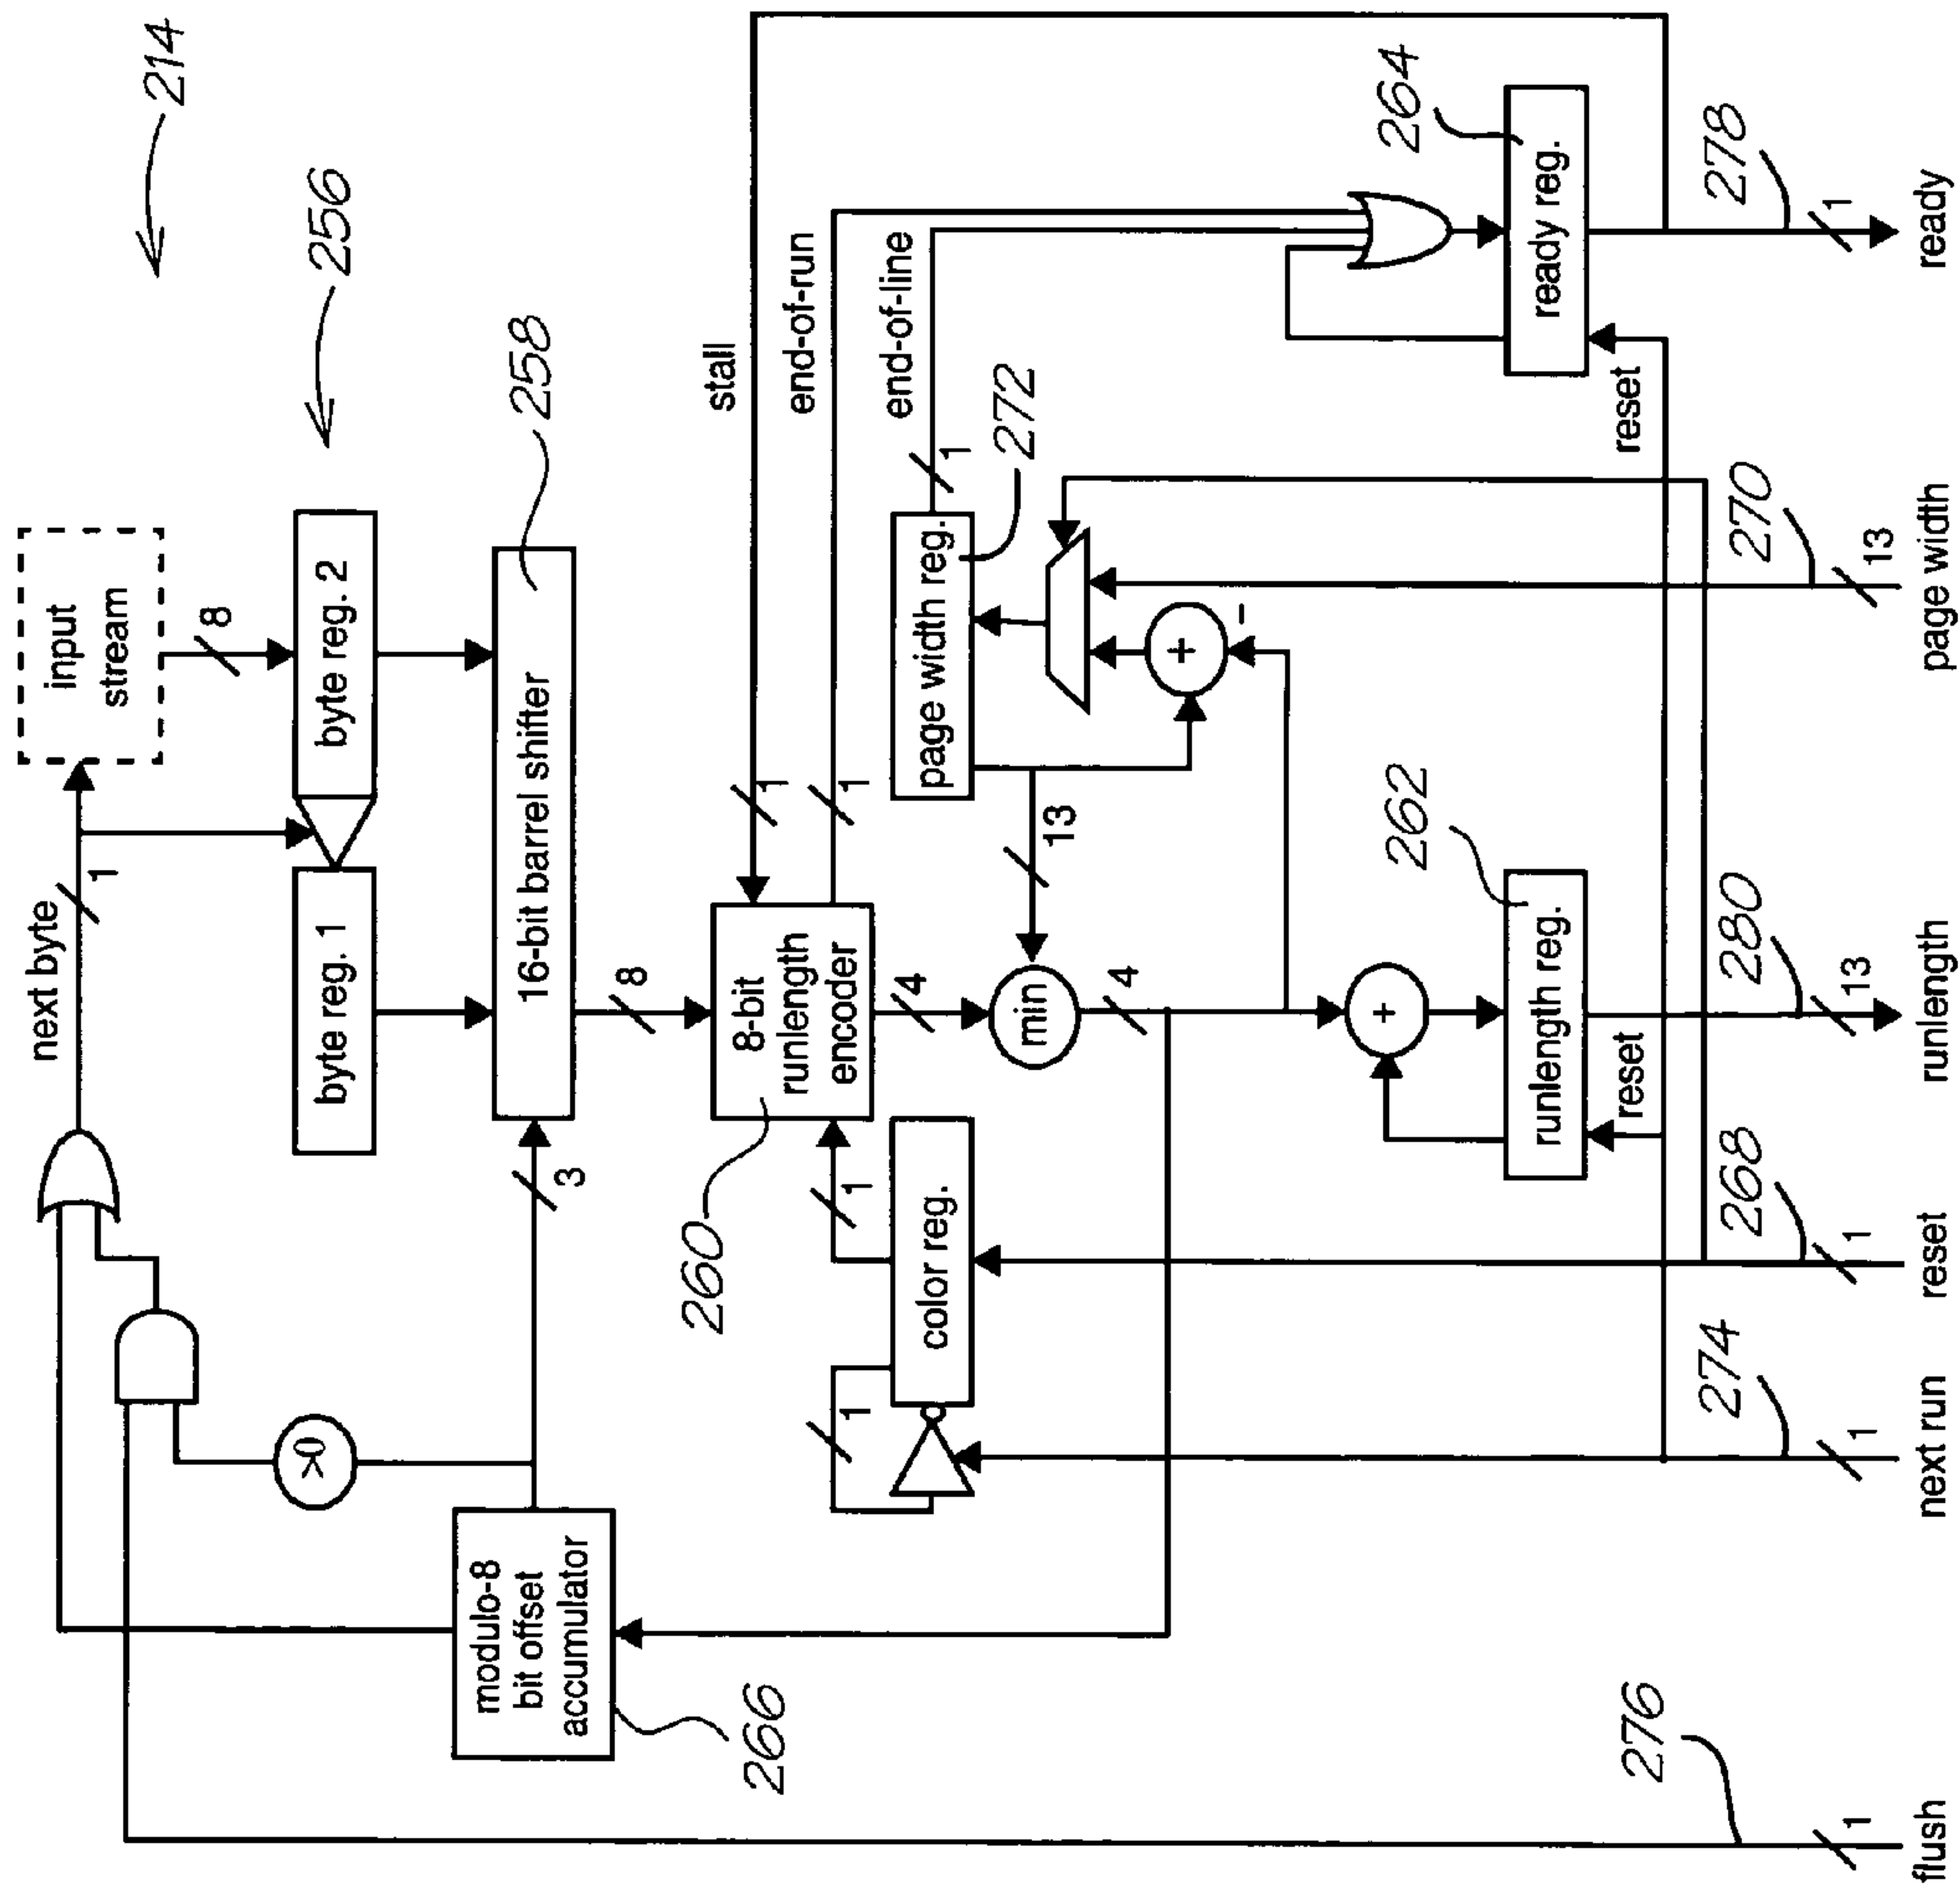 214
256
next byte
1
input
stream
8
byte reg. 1
byte reg. 2
258
16-bit barrel shifter
3
8
>0
modulo-8
bit offset
accumulator
266
260
8-bit
runlength
encoder
stall
1
end-of-run
1
end-of-line
1
1
1
color reg.
4
min
4
13
page width reg.
272
+
-
+
262
runlength reg.
reset
264
ready reg.
reset
276
274
268
280
270
278
1
1
1
13
13
1
flush
next run
reset
runlength
page width
ready